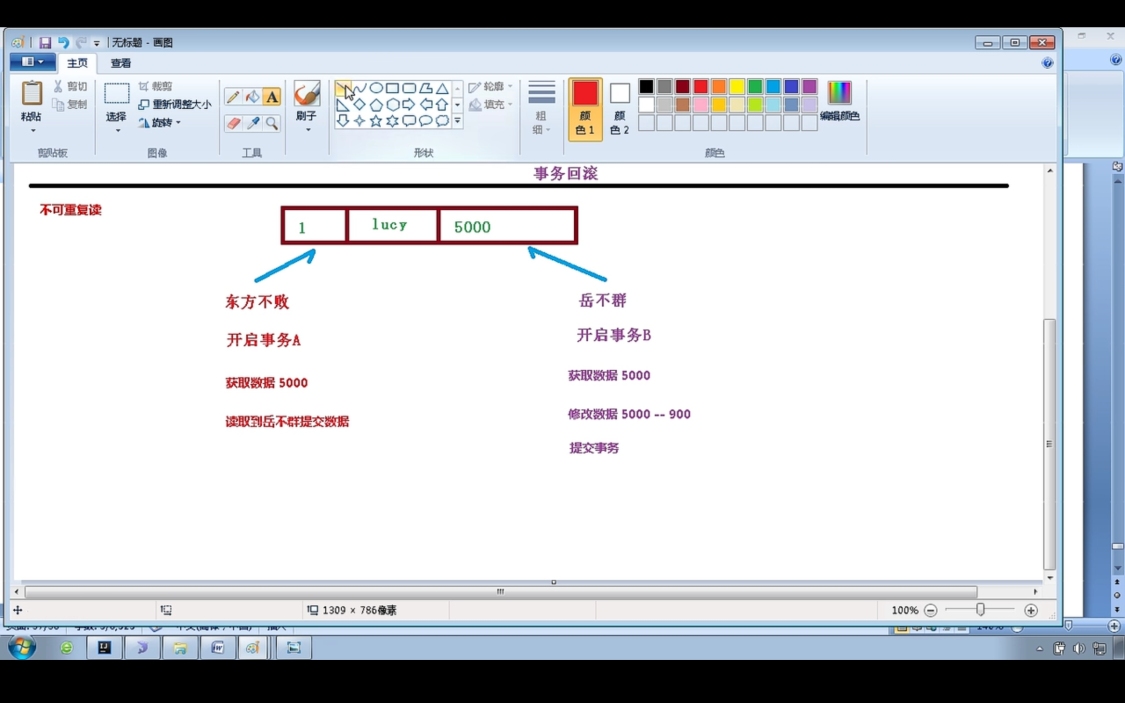 无标题 - 画图
主页 查看
粘贴
剪切
复制
剪贴板
选择
裁剪
重新调整大小
旋转
图像
A
工具
刷子
轮廓
填充
形状
粗
细
颜
色 1
颜
色 2
编辑颜色
颜色
事务回滚
不可重复读
1 lucy 5000
东方不败
岳不群
开启事务A
开启事务B
获取数据 5000
获取数据 5000
读取到岳不群提交数据
修改数据 5000 -- 900
提交事务
1309 × 786像素
100%